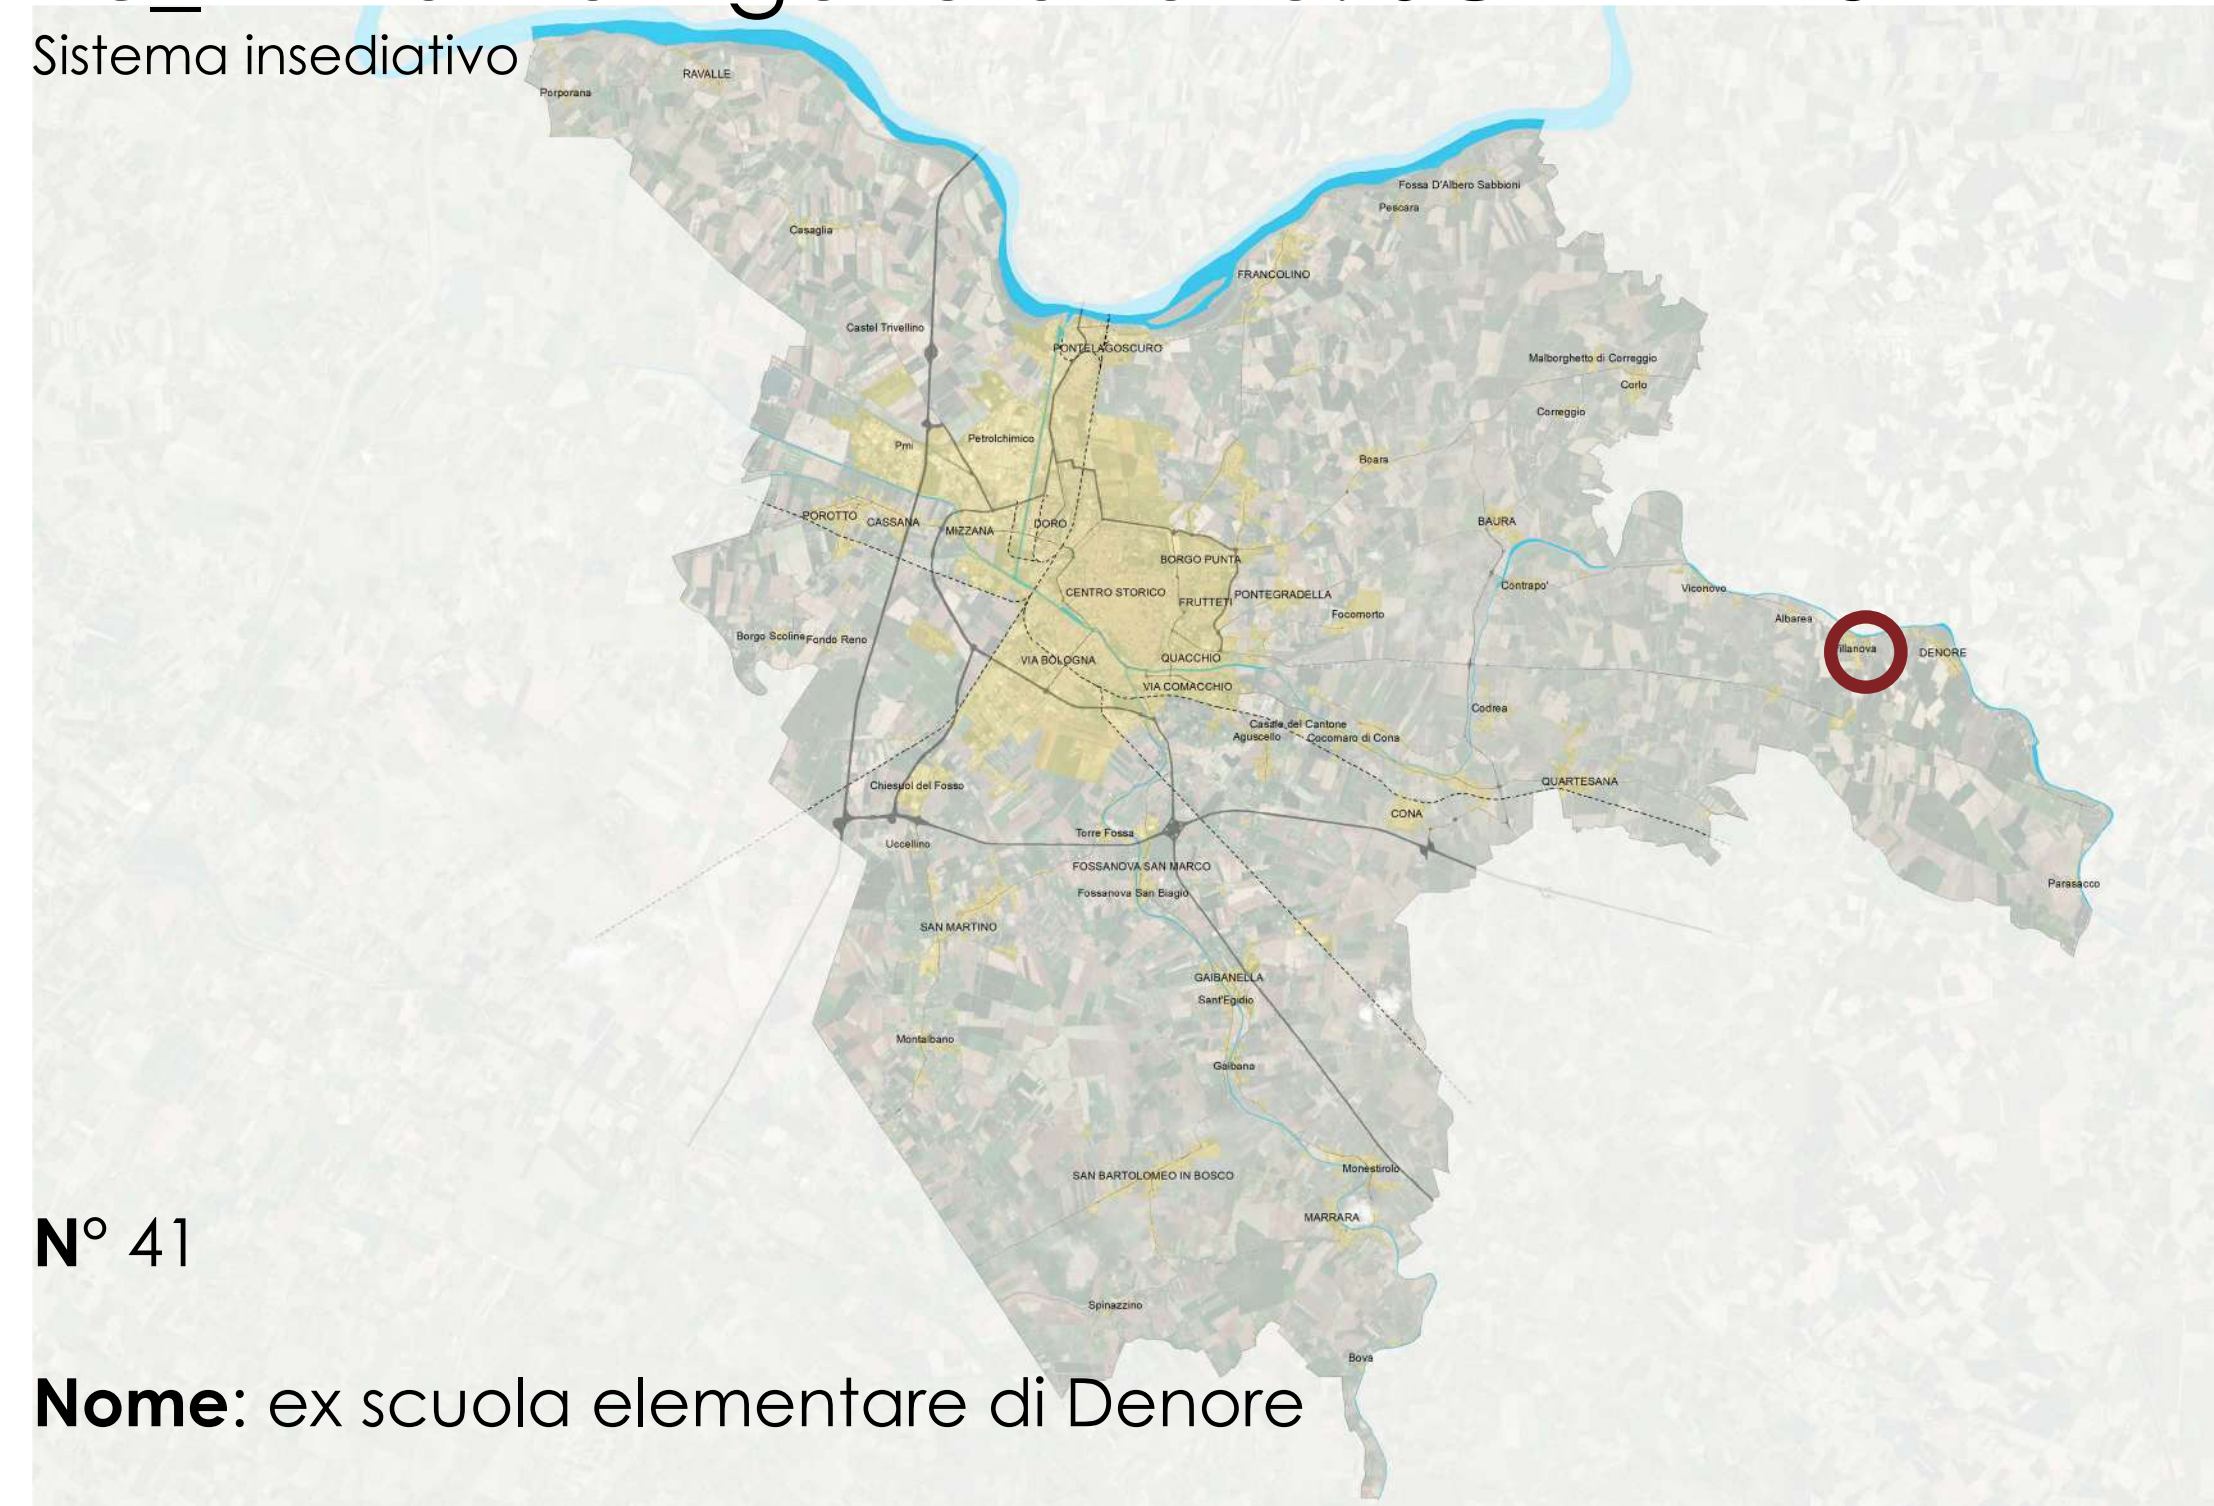 Sistema insediativo
RAVALLE
Porporana
Fossa D'Albero Sabbioni
Pescara
Casaglia
FRANCOLINO
Castel Trivellino
PONTELAGOSCURO
Malborghetto di Correggio
Corlo
Correggio
Petrolchimico
Pmi
Boara
POROTTO
CASSANA
MIZZANA
DORO
BAURA
BORGO PUNTA
CENTRO STORICO
FRUTTETI
PONTEGRADELLA
Contrapo'
Viconovo
Focomorto
Albarea
Borgo Scoline
Fondo Reno
VIA BOLOGNA
QUACCHIO
illanova
DENORE
VIA COMACCHIO
Codrea
Casale del Cantone
Aguscello
Cocomaro di Cona
Chiesuol del Fosso
QUARTESANA
CONA
Torre Fossa
Uccellino
FOSSANOVA SAN MARCO
Fossanova San Biagio
Parasacco
SAN MARTINO
GAIBANELLA
Sant'Egidio
Montalbano
Gaibana
SAN BARTOLOMEO IN BOSCO
Monestirolo
MARRARA
N° 41
Spinazzino
Bova
Nome: ex scuola elementare di Denore